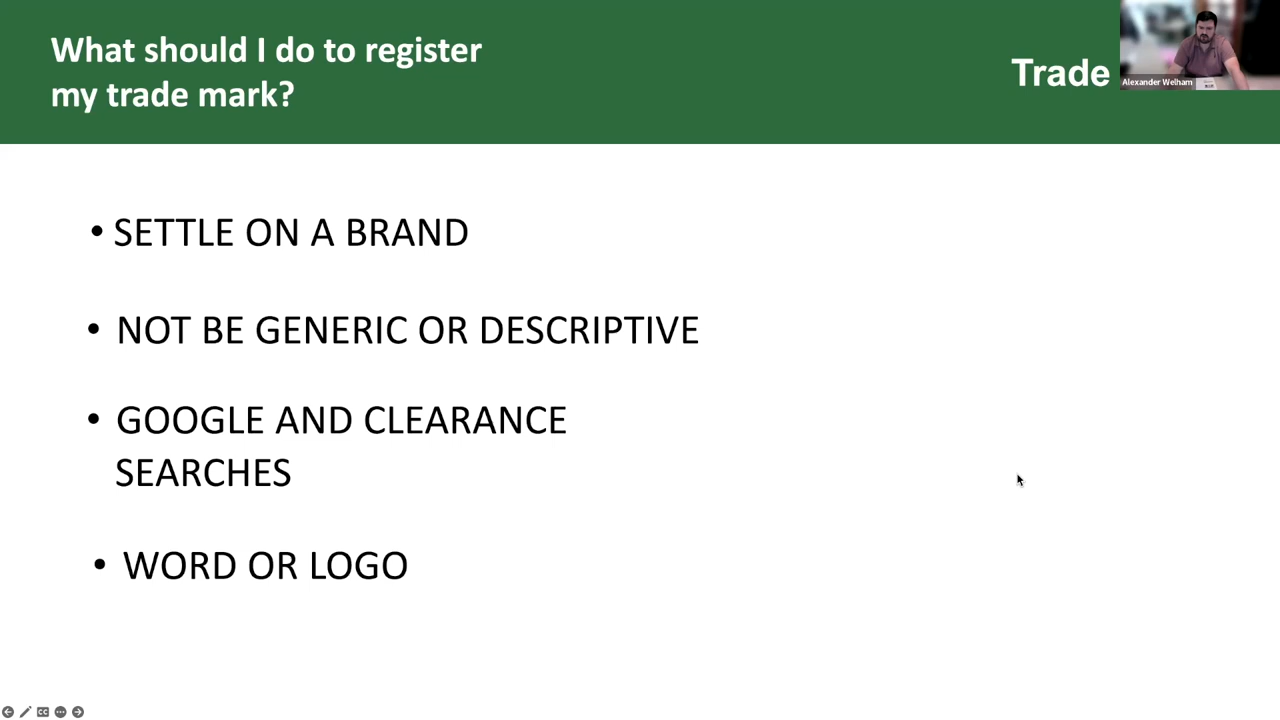 What should I do to register
my trade mark?
Trade
Alexander Welham
• SETTLE ON A BRAND
• NOT BE GENERIC OR DESCRIPTIVE
• GOOGLE AND CLEARANCE
SEARCHES
• WORD OR LOGO